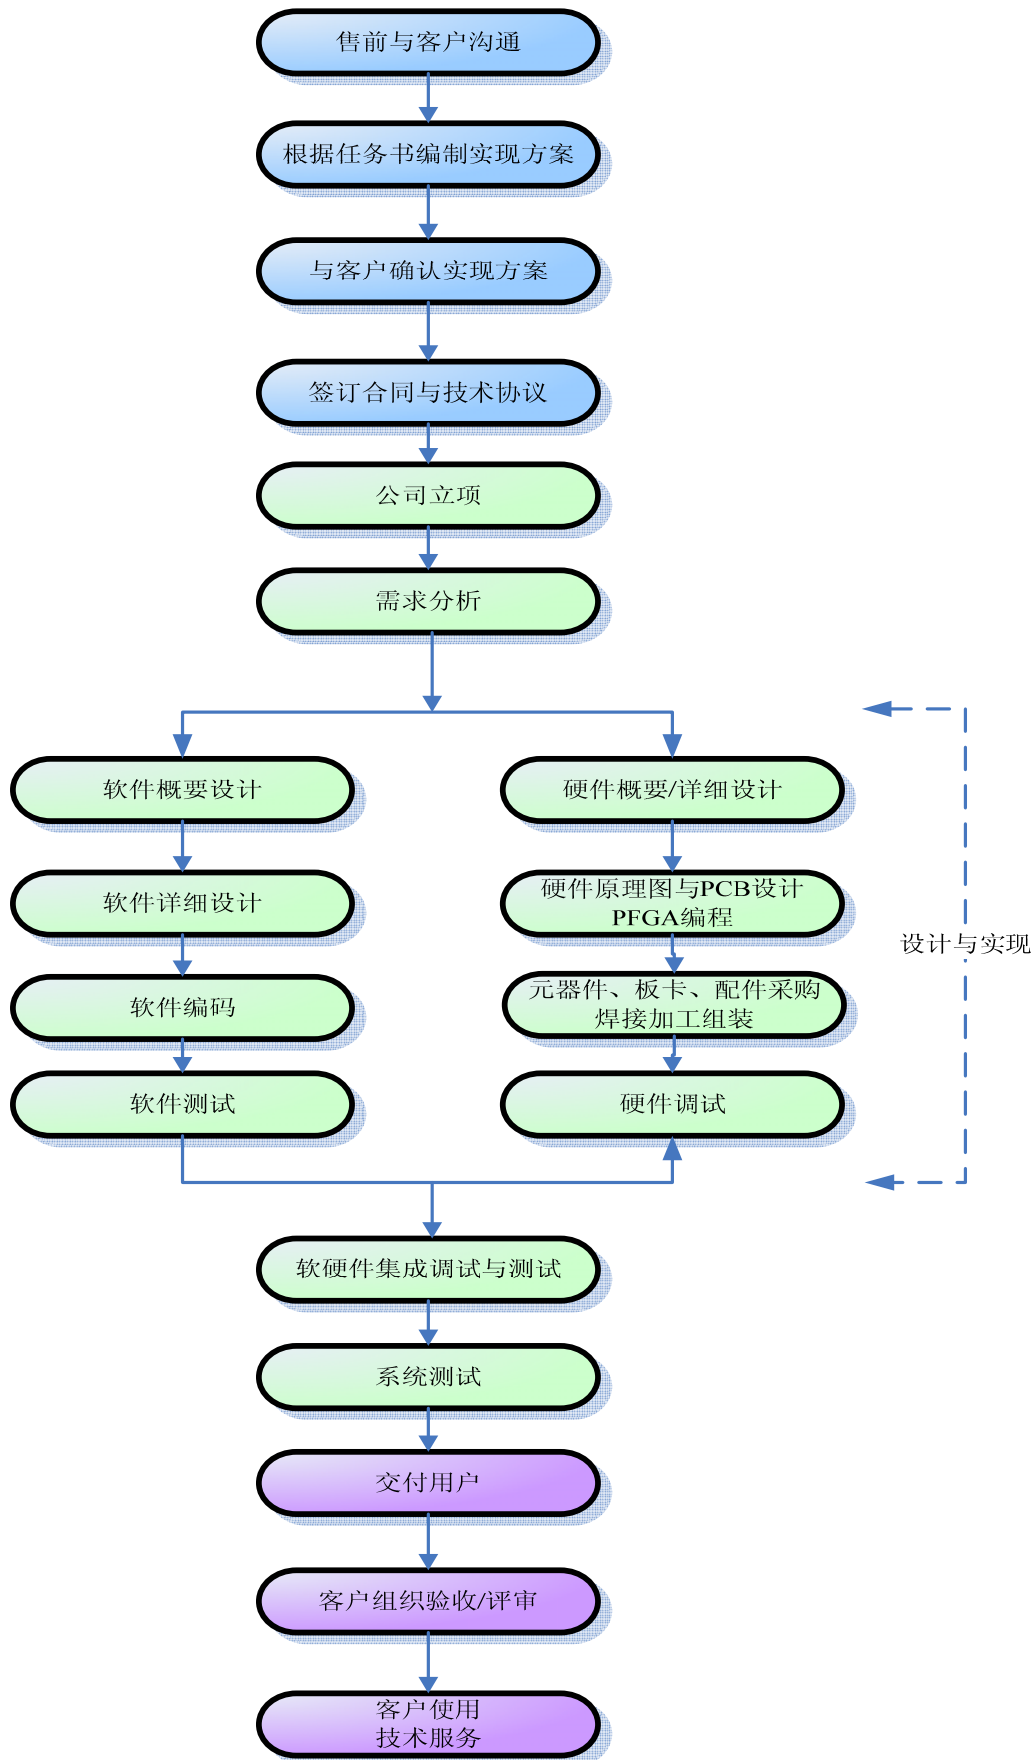 售前与客户沟通
根据任务书编制实现方案
与客户确认实现方案
签订合同与技术协议
公司立项
需求分析
软件概要设计
硬件概要/详细设计
软件详细设计
硬件原理图与PCB设计
PFGA编程
设计与实现
软件编码
元器件、板卡、配件采购
焊接加工组装
软件测试
硬件调试
软硬件集成调试与测试
系统测试
交付用户
客户组织验收/评审
客户使用
技术服务